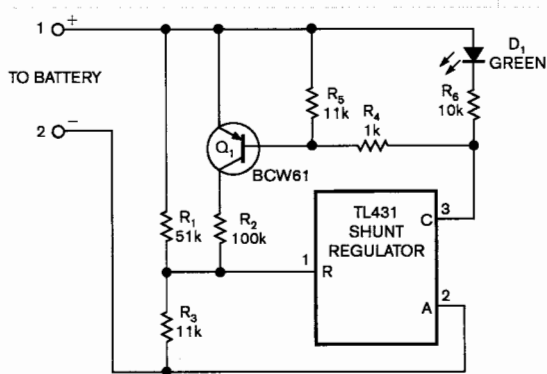 1
+
TO BATTERY
2
−
D1
GREEN
R5
11k
R4
1k
R6
10k
Q1
BCW61
R1
51k
R2
100k
R3
11k
TL431
SHUNT
REGULATOR
C
3
1
R
A
2